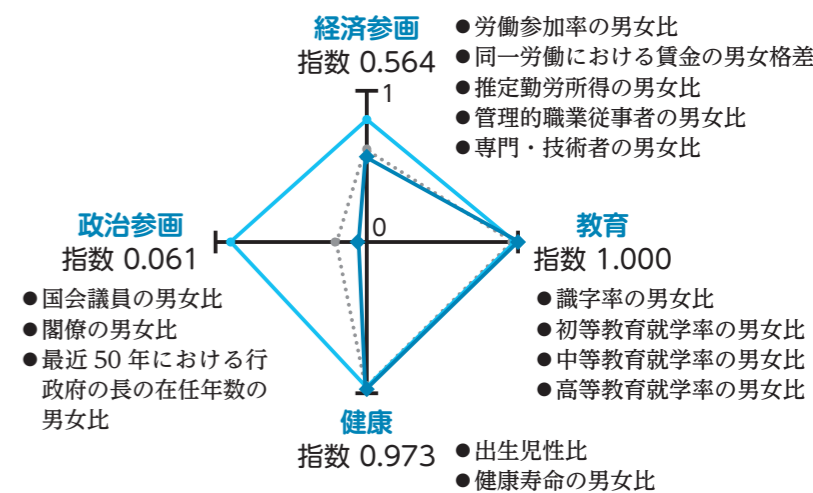 経済参画
指数 0.564
●労働参加率の男女比
●同一労働における賃金の男女格差
●推定勤労所得の男女比
●管理的職業従事者の男女比
●専門・技術者の男女比
1
0
政治参画
指数 0.061
●国会議員の男女比
●閣僚の男女比
●最近 50 年における行
政府の長の在任年数の
男女比
教育
指数 1.000
●識字率の男女比
●初等教育就学率の男女比
●中等教育就学率の男女比
●高等教育就学率の男女比
健康
指数 0.973
●出生児性比
●健康寿命の男女比